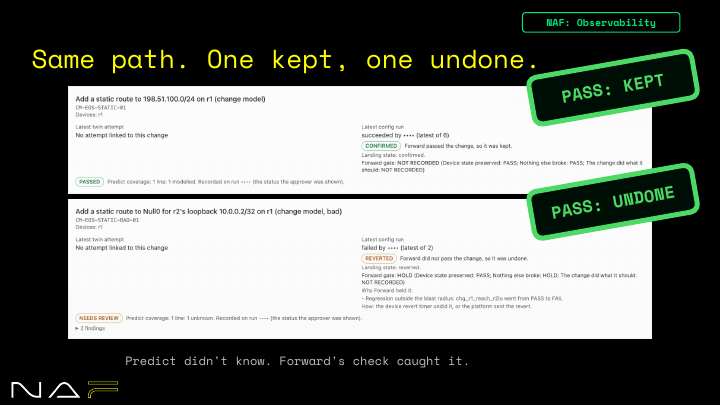 NAF: Observability
Same path. One kept, one undone.
PASS: KEPT
Add a static route to 198.51.100.0/24 on r1 (change model)
CM-EOS-STATIC-01
Devices: r1
Latest twin attempt
No attempt linked to this change
Latest config run
succeeded by •••• (latest of 6)
CONFIRMED Forward passed the change, so it was kept.
Landing state: confirmed.
Forward gate: NOT RECORDED (Device state preserved: PASS; Nothing else broke: PASS; The change did what it
should: NOT RECORDED)
PASSED Predict coverage: 1 line: 1 modelled. Recorded on run •••• (the status the approver was shown).
PASS: UNDONE
Add a static route to Null0 for r2's loopback 10.0.0.2/32 on r1 (change model, bad)
CM-EOS-STATIC-BAD-01
Devices: r1
Latest twin attempt
No attempt linked to this change
Latest config run
failed by •••• (latest of 2)
REVERTED Forward did not pass the change, so it was undone.
Landing state: reverted.
Forward gate: HOLD (Device state preserved: PASS; Nothing else broke: HOLD; The change did what it should:
NOT RECORDED)
Why Forward held it:
- Regression outside the blast radius: chg_r1_reach_r2lo went from PASS to FAIL
How: the device revert timer undid it, or the platform sent the revert.
NEEDS REVIEW Predict coverage: 1 line: 1 unknown. Recorded on run •••• (the status the approver was shown).
▸ 2 findings
Predict didn't know. Forward's check caught it.
NAF